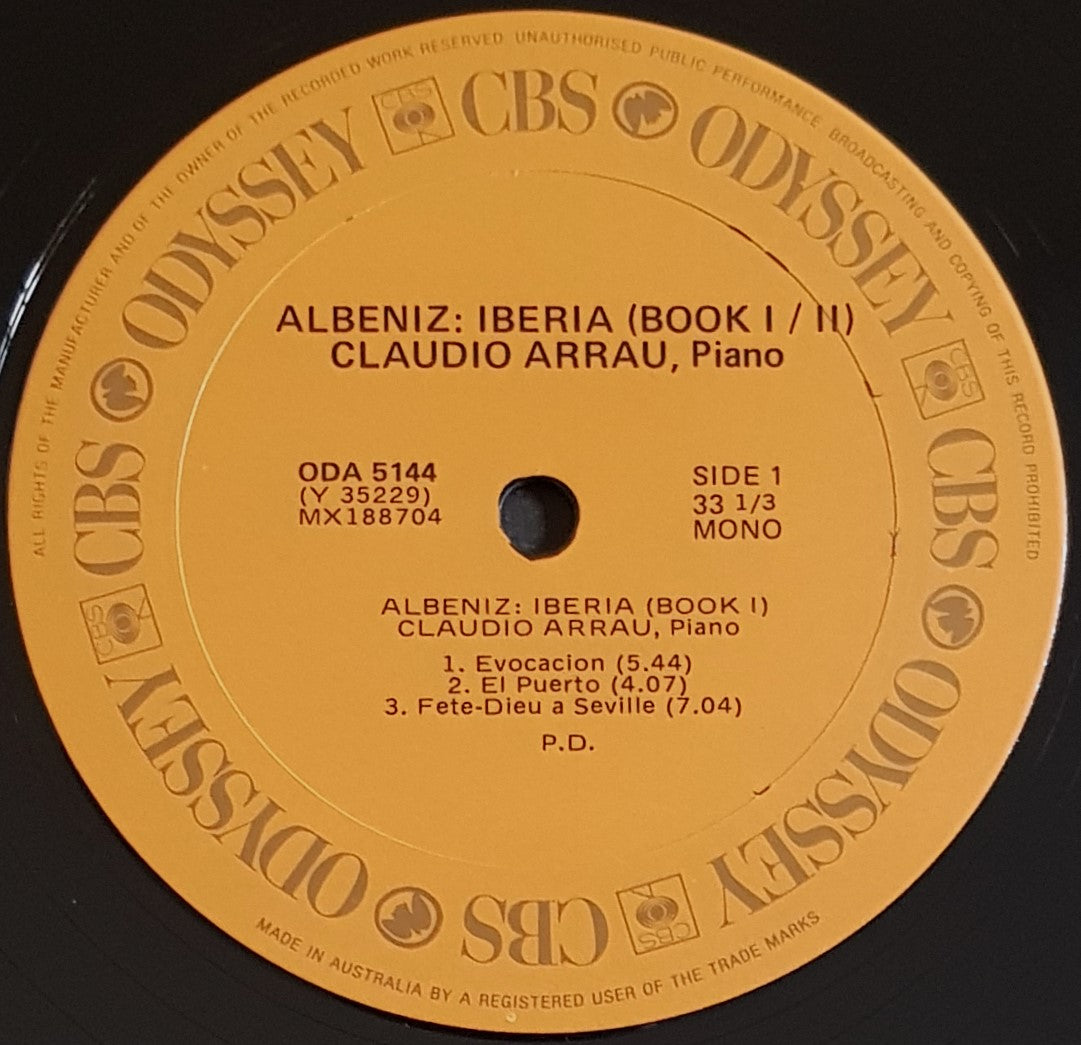 ALL RIGHTS OF THE MANUFACTURER AND OF THE OWNER OF THE RECORDED WORK RESERVED. UNAUTHORISED PUBLIC PERFORMANCE BROADCASTING AND COPYING OF THIS RECORD PROHIBITED
CBS ODYSSEY CBS ODYSSEY CBS ODYSSEY CBS ODYSSEY
CBS
CBS
CBS
CBS
ALBENIZ: IBERIA (BOOK I / II)
CLAUDIO ARRAU, Piano
ODA 5144
(Y 35229)
MX188704
SIDE 1
33 1/3
MONO
ALBENIZ: IBERIA (BOOK I)
CLAUDIO ARRAU, Piano
1. Evocacion (5.44)
2. El Puerto (4.07)
3. Fete-Dieu a Seville (7.04)
P.D.
MADE IN AUSTRALIA BY A REGISTERED USER OF THE TRADE MARKS